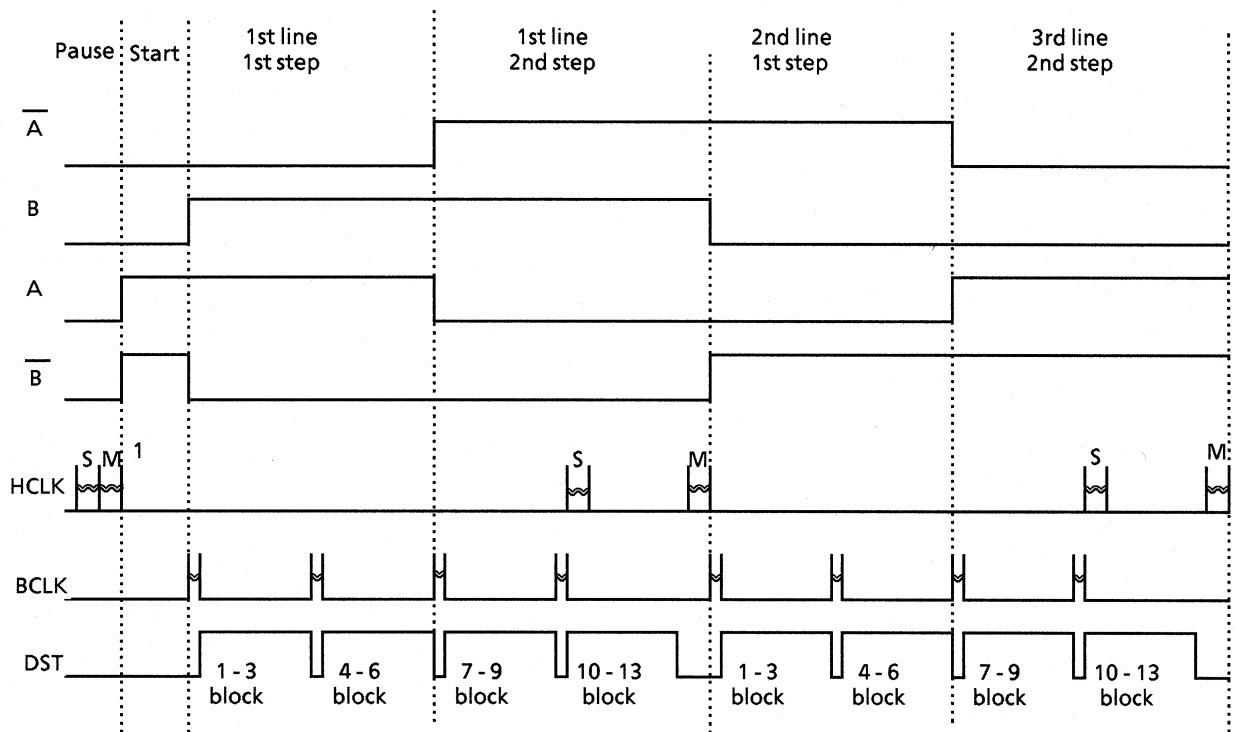 Pause Start 1st line 1st step 1st line 2nd step 2nd line 1st step 3rd line 2nd step
A̅
B
A
B̅
S M 1 S M S M
HCLK
BCLK
DST
1 - 3 block 4 - 6 block 7 - 9 block 10 - 13 block 1 - 3 block 4 - 6 block 7 - 9 block 10 - 13 block